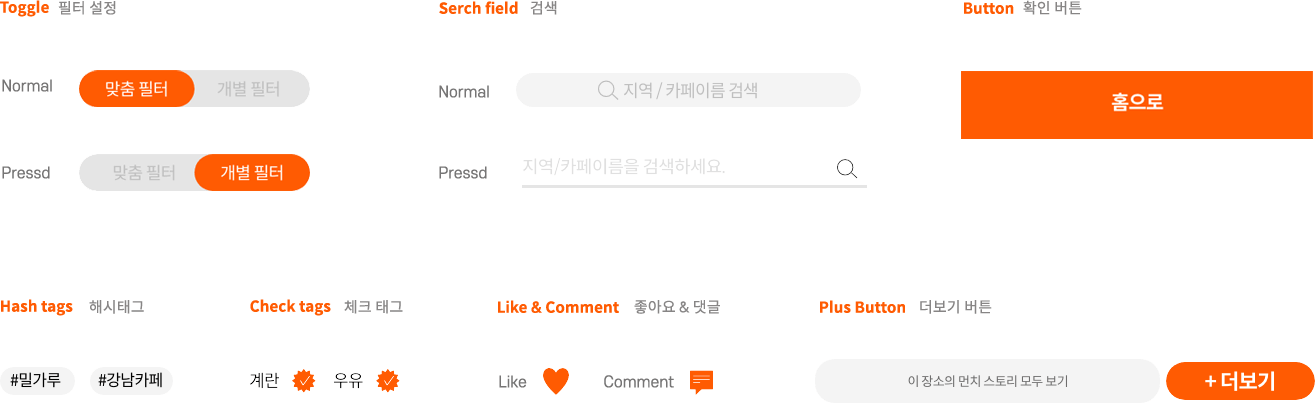 Toggle 필터 설정
Normal 맞춤 필터 개별 필터
Pressd 맞춤 필터 개별 필터
Serch field 검색
Normal 지역 / 카페이름 검색
Pressd 지역/카페이름을 검색하세요.
Button 확인 버튼
홈으로
Hash tags 해시태그
#밀가루 #강남카페
Check tags 체크 태그
계란 우유
Like & Comment 좋아요 & 댓글
Like Comment
Plus Button 더보기 버튼
이 장소의 먼치 스토리 모두 보기 + 더보기